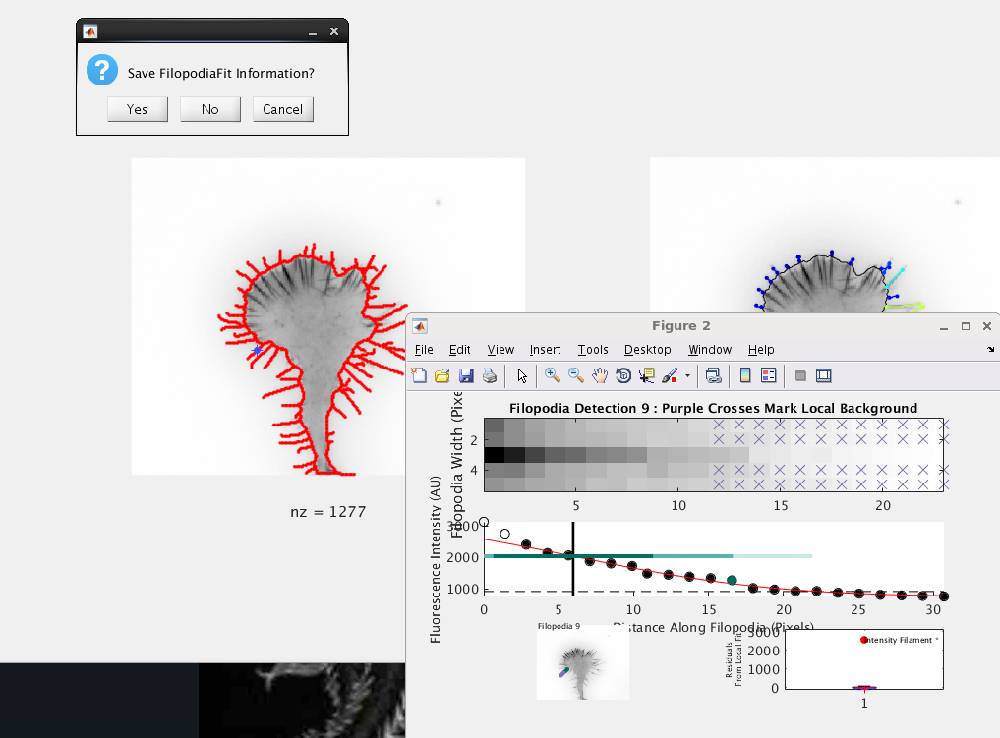 Save FilopodiaFit Information?
Yes No Cancel
nz = 1277
Figure 2
File Edit View Insert Tools Desktop Window Help
Filopodia Detection 9 : Purple Crosses Mark Local Background
Filopodia Width (Pixe
2
4
5 10 15 20
Fluorescence Intensity (AU)
3000
2000
1000
0 5 10 15 20 25 30
Distance Along Filopodia (Pixels)
Filopodia 9
Residuals
From Local Fit
3000
2000
1000
0
Intensity Filament °
1